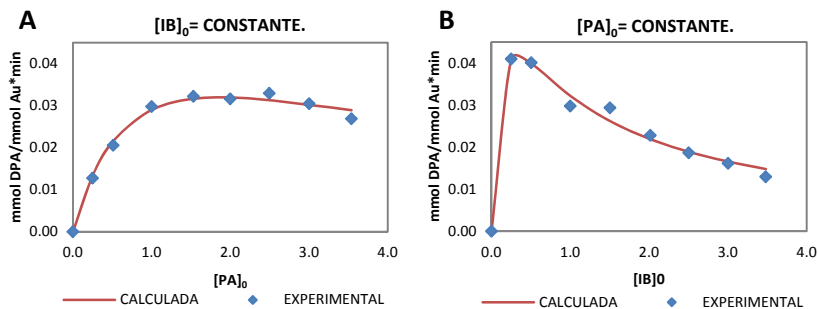 A
[IB]₀= CONSTANTE.
mmol DPA/mmol Au*min
0.04
0.03
0.02
0.01
0.00
0.0 1.0 2.0 3.0 4.0
[PA]₀
CALCULADA EXPERIMENTAL
B
[PA]₀= CONSTANTE.
mmol DPA/mmol Au*min
0.04
0.03
0.02
0.01
0.00
0.0 1.0 2.0 3.0 4.0
[IB]0
CALCULADA EXPERIMENTAL